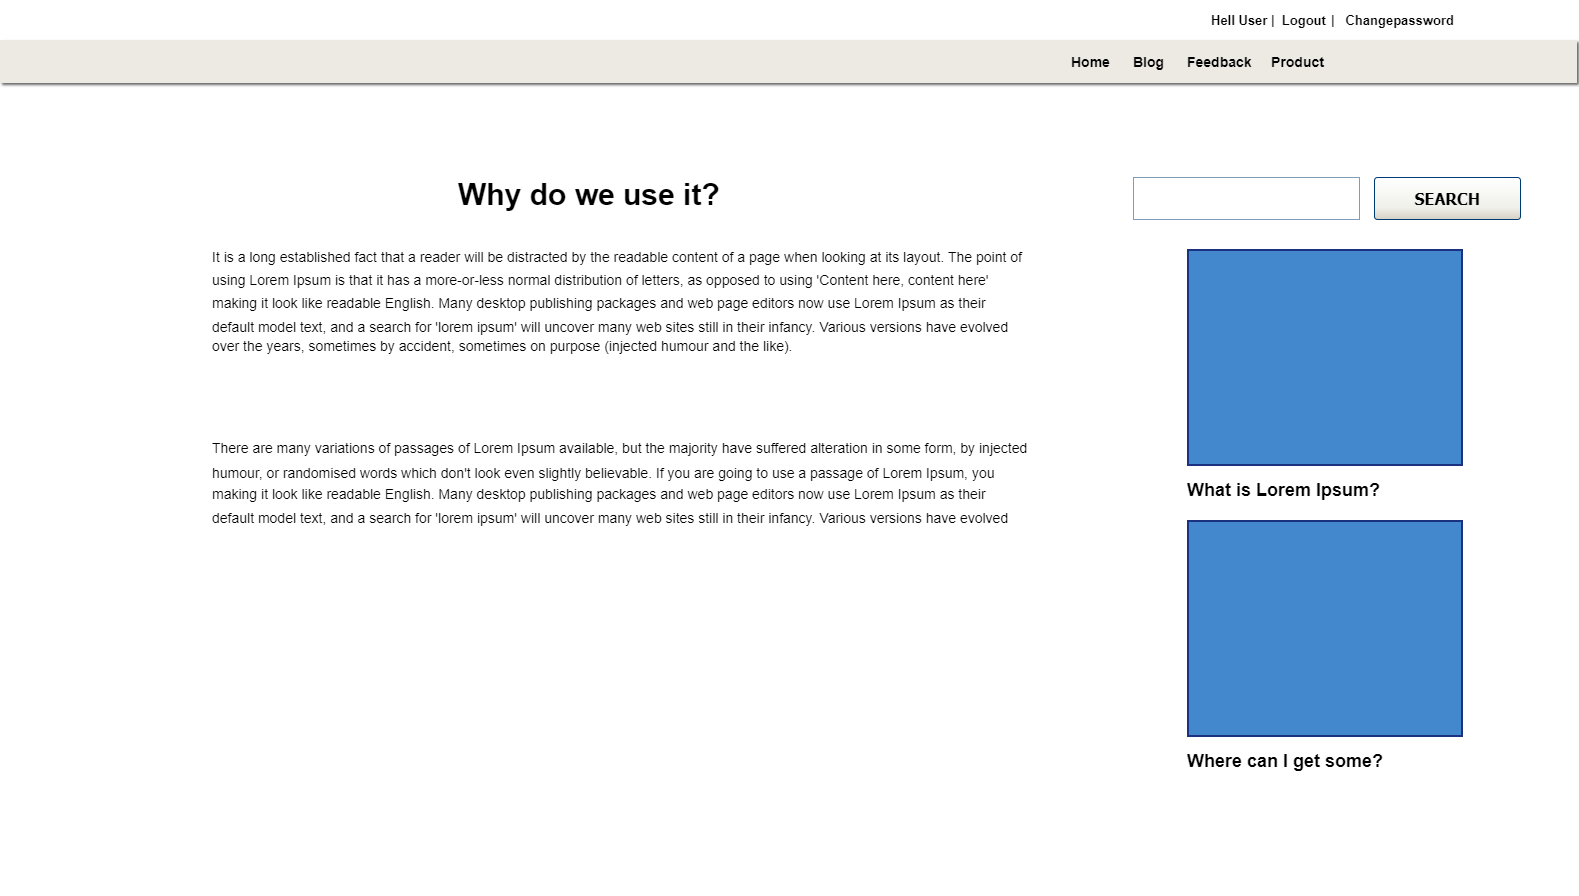 Hell User | Logout | Changepassword
Home Blog Feedback Product
Why do we use it?
SEARCH
It is a long established fact that a reader will be distracted by the readable content of a page when looking at its layout. The point of
using Lorem Ipsum is that it has a more-or-less normal distribution of letters, as opposed to using 'Content here, content here'
making it look like readable English. Many desktop publishing packages and web page editors now use Lorem Ipsum as their
default model text, and a search for 'lorem ipsum' will uncover many web sites still in their infancy. Various versions have evolved
over the years, sometimes by accident, sometimes on purpose (injected humour and the like).
There are many variations of passages of Lorem Ipsum available, but the majority have suffered alteration in some form, by injected
humour, or randomised words which don't look even slightly believable. If you are going to use a passage of Lorem Ipsum, you
making it look like readable English. Many desktop publishing packages and web page editors now use Lorem Ipsum as their
default model text, and a search for 'lorem ipsum' will uncover many web sites still in their infancy. Various versions have evolved
What is Lorem Ipsum?
Where can I get some?